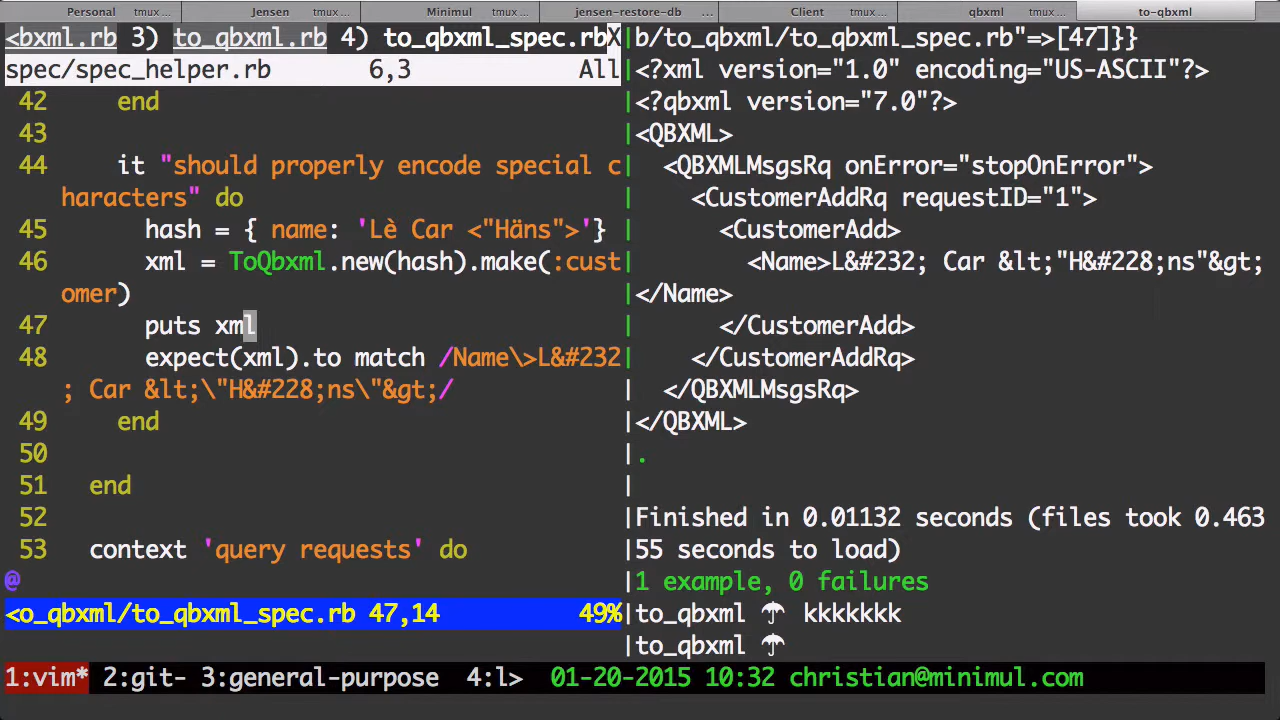 Personal tmux ... Jensen tmux ... Minimul tmux ... jensen-restore-db ... Client tmux ... qbxml tmux ... to-qbxml
<bxml.rb 3) to_qbxml.rb 4) to_qbxml_spec.rbX
spec/spec_helper.rb 6,3 All
42 end
43
44 it "should properly encode special c
haracters" do
45 hash = { name: 'Lè Car <"Häns">'}
46 xml = ToQbxml.new(hash).make(:cust
omer)
47 puts xml
48 expect(xml).to match /Name\>L&#232
; Car &lt;\"H&#228;ns\"&gt;/
49 end
50
51 end
52
53 context 'query requests' do
@
<o_qbxml/to_qbxml_spec.rb 47,14 49%
|b/to_qbxml/to_qbxml_spec.rb"=>[47]}}
|<?xml version="1.0" encoding="US-ASCII"?>
|<?qbxml version="7.0"?>
|<QBXML>
| <QBXMLMsgsRq onError="stopOnError">
| <CustomerAddRq requestID="1">
| <CustomerAdd>
| <Name>L&#232; Car &lt;"H&#228;ns"&gt;
|</Name>
| </CustomerAdd>
| </CustomerAddRq>
| </QBXMLMsgsRq>
|</QBXML>
|.
|
|Finished in 0.01132 seconds (files took 0.463
|55 seconds to load)
|1 example, 0 failures
|to_qbxml ☂ kkkkkkk
|to_qbxml ☂
1:vim* 2:git- 3:general-purpose 4:l> 01-20-2015 10:32 christian@minimul.com